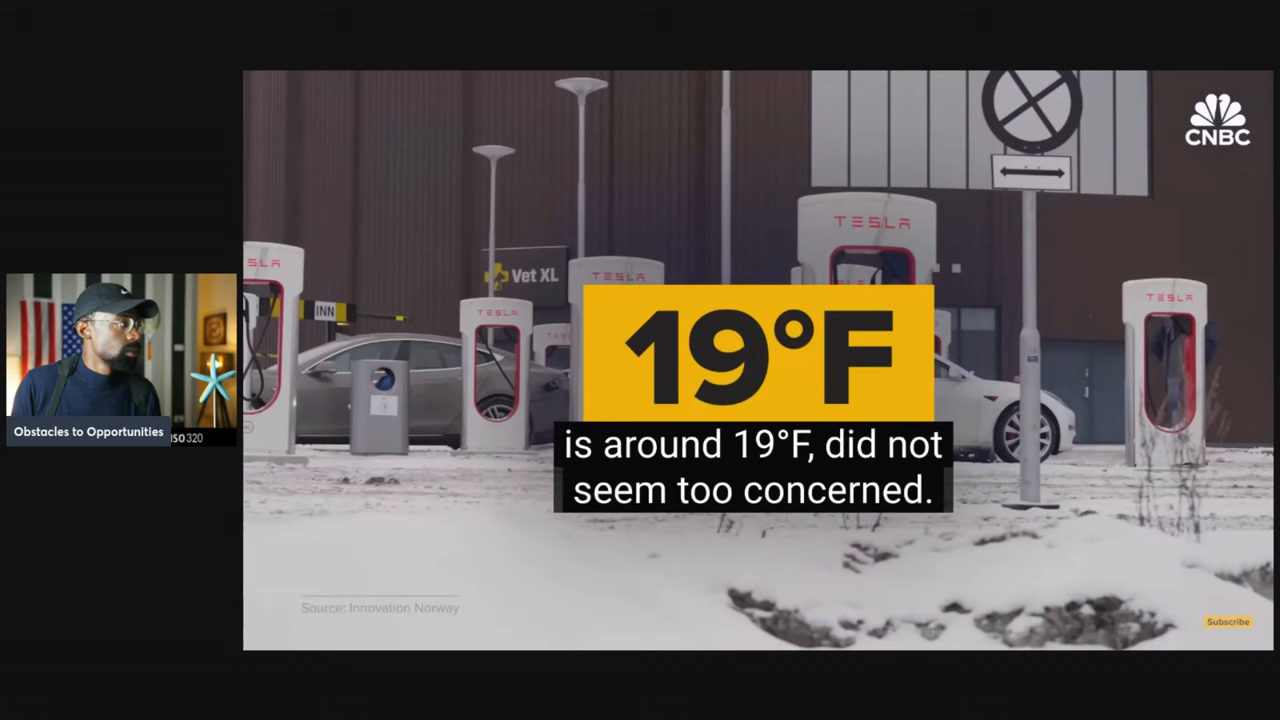 CNBC
TESLA
SLA
TESLA
Vet XL
TESLA
TESLA
TESLA
INN
19°F
is around 19°F, did not
seem too concerned.
Obstacles to Opportunities
ISO 320
Source: Innovation Norway
Subscribe